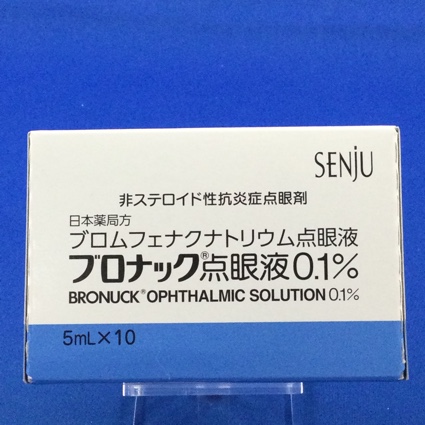 SENJU
非ステロイド性抗炎症点眼剤
日本薬局方
ブロムフェナクナトリウム点眼液
ブロナック®点眼液0.1%
BRONUCK® OPHTHALMIC SOLUTION 0.1%
5mL×10